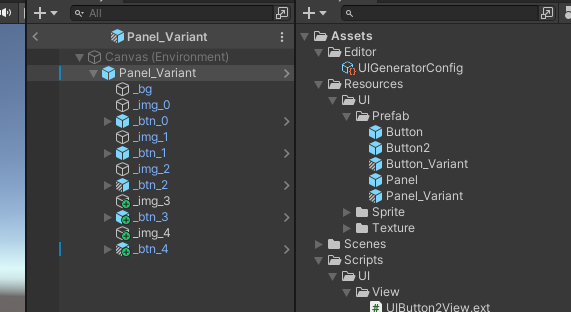 All
Panel_Variant
Canvas (Environment)
Panel_Variant
_bg
_img_0
_btn_0
_img_1
_btn_1
_img_2
_btn_2
_img_3
_btn_3
_img_4
_btn_4
Assets
Editor
UIGeneratorConfig
Resources
UI
Prefab
Button
Button2
Button_Variant
Panel
Panel_Variant
Sprite
Texture
Scenes
Scripts
UI
View
UIButton2View.ext